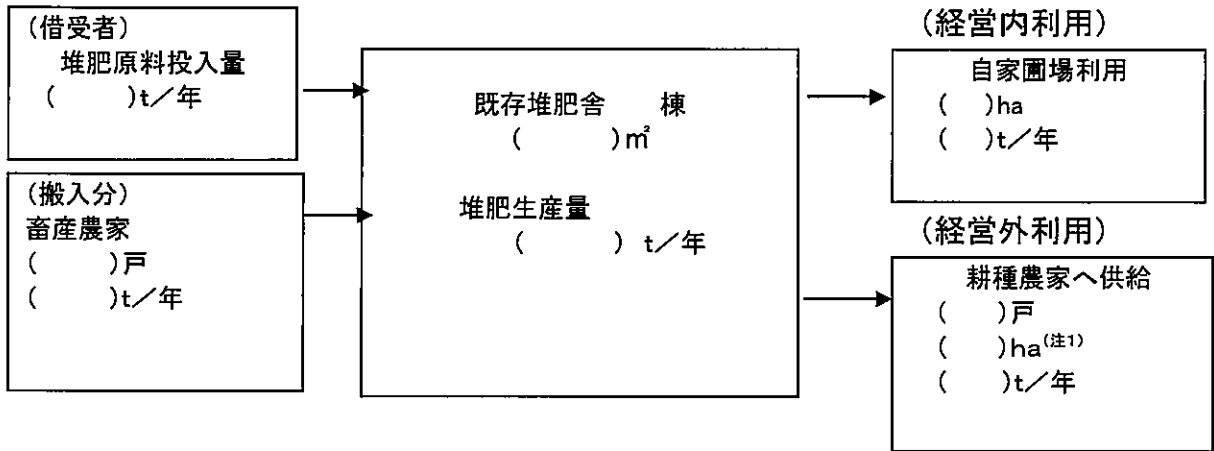 (借受者)
堆肥原料投入量
(　　　)t/年
(搬入分)
畜産農家
(　　　)戸
(　　　)t/年
既存堆肥舎　　棟
(　　　)㎡
堆肥生産量
(　　　) t/年
(経営内利用)
自家圃場利用
(　　)ha
(　　)t/年
(経営外利用)
耕種農家へ供給
(　　)戸
(　　)ha(注1)
(　　)t/年